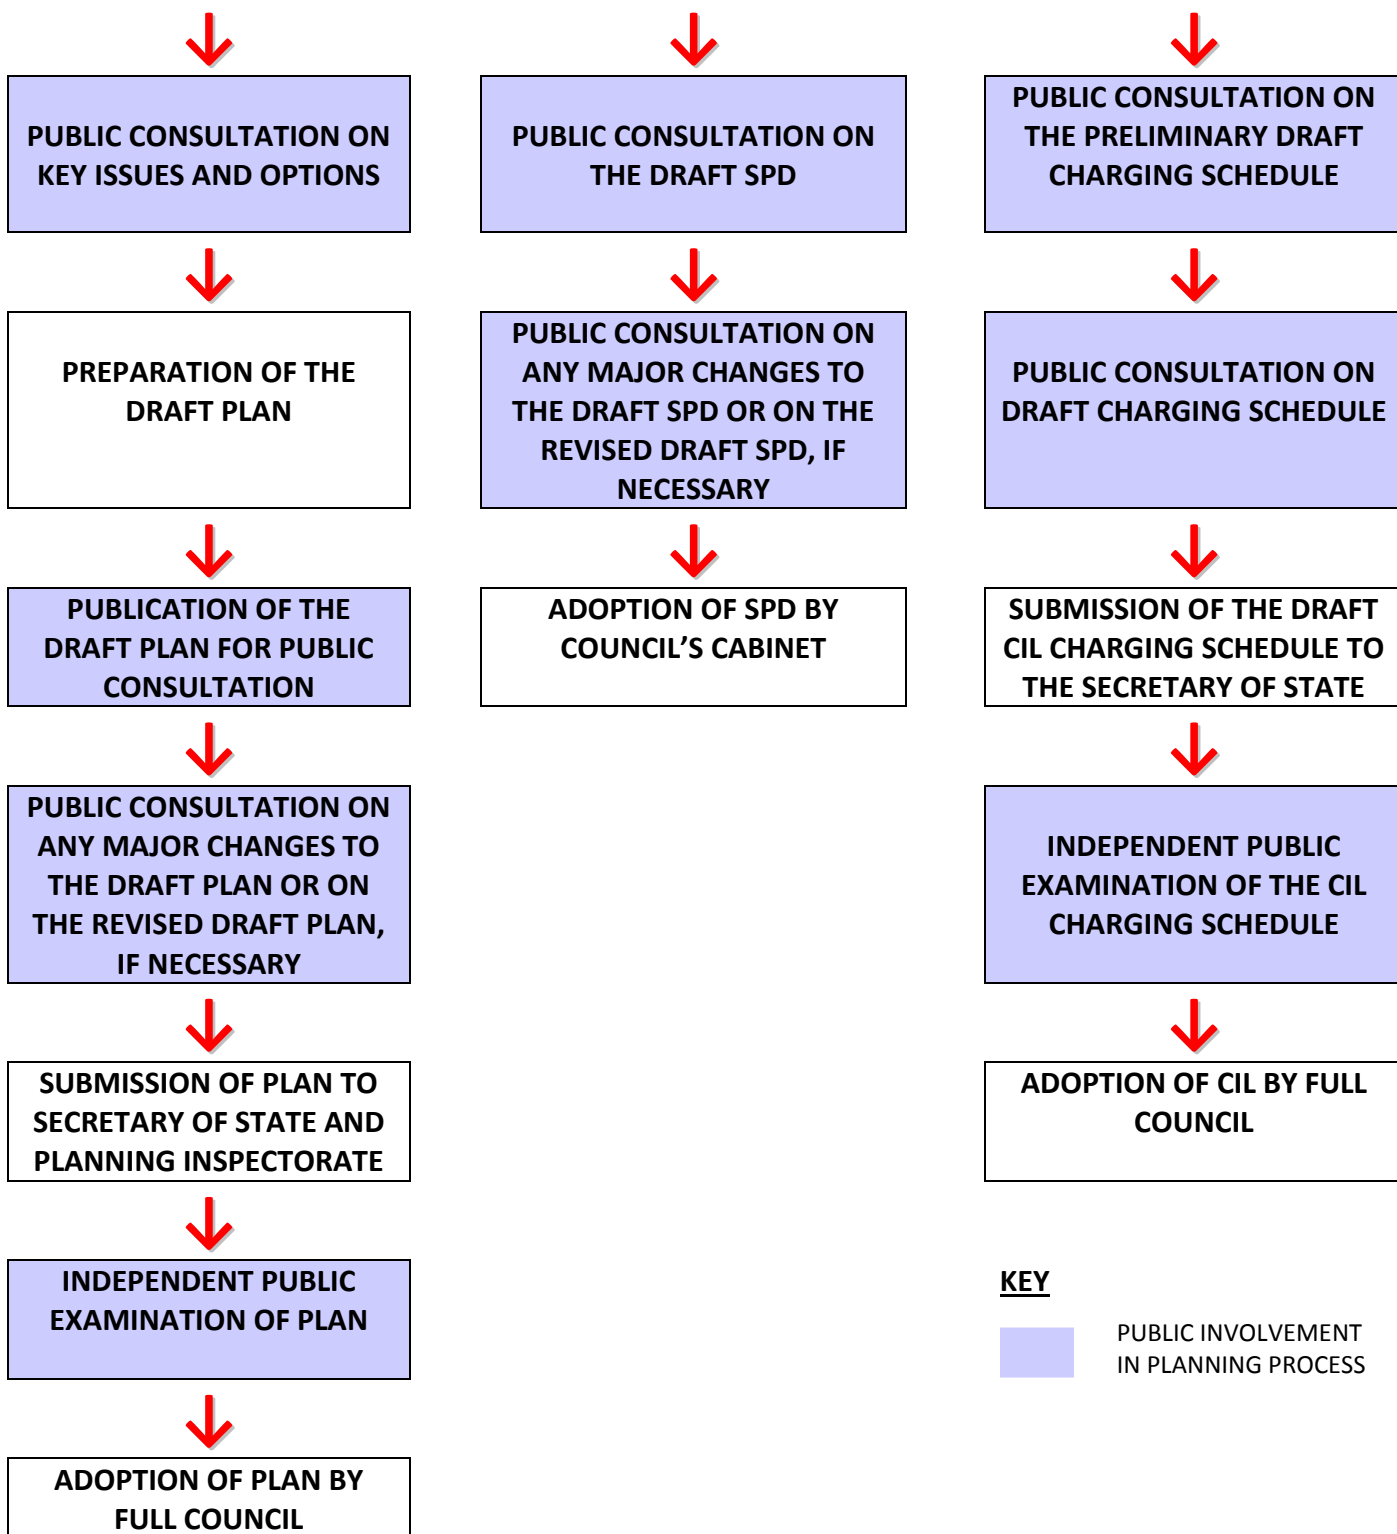 PUBLIC CONSULTATION ON
KEY ISSUES AND OPTIONS
PREPARATION OF THE
DRAFT PLAN
PUBLICATION OF THE
DRAFT PLAN FOR PUBLIC
CONSULTATION
PUBLIC CONSULTATION ON
ANY MAJOR CHANGES TO
THE DRAFT PLAN OR ON
THE REVISED DRAFT PLAN,
IF NECESSARY
SUBMISSION OF PLAN TO
SECRETARY OF STATE AND
PLANNING INSPECTORATE
INDEPENDENT PUBLIC
EXAMINATION OF PLAN
ADOPTION OF PLAN BY
FULL COUNCIL
PUBLIC CONSULTATION ON
THE DRAFT SPD
PUBLIC CONSULTATION ON
ANY MAJOR CHANGES TO
THE DRAFT SPD OR ON THE
REVISED DRAFT SPD, IF
NECESSARY
ADOPTION OF SPD BY
COUNCIL’S CABINET
PUBLIC CONSULTATION ON
THE PRELIMINARY DRAFT
CHARGING SCHEDULE
PUBLIC CONSULTATION ON
DRAFT CHARGING SCHEDULE
SUBMISSION OF THE DRAFT
CIL CHARGING SCHEDULE TO
THE SECRETARY OF STATE
INDEPENDENT PUBLIC
EXAMINATION OF THE CIL
CHARGING SCHEDULE
ADOPTION OF CIL BY FULL
COUNCIL
KEY
PUBLIC INVOLVEMENT
IN PLANNING PROCESS